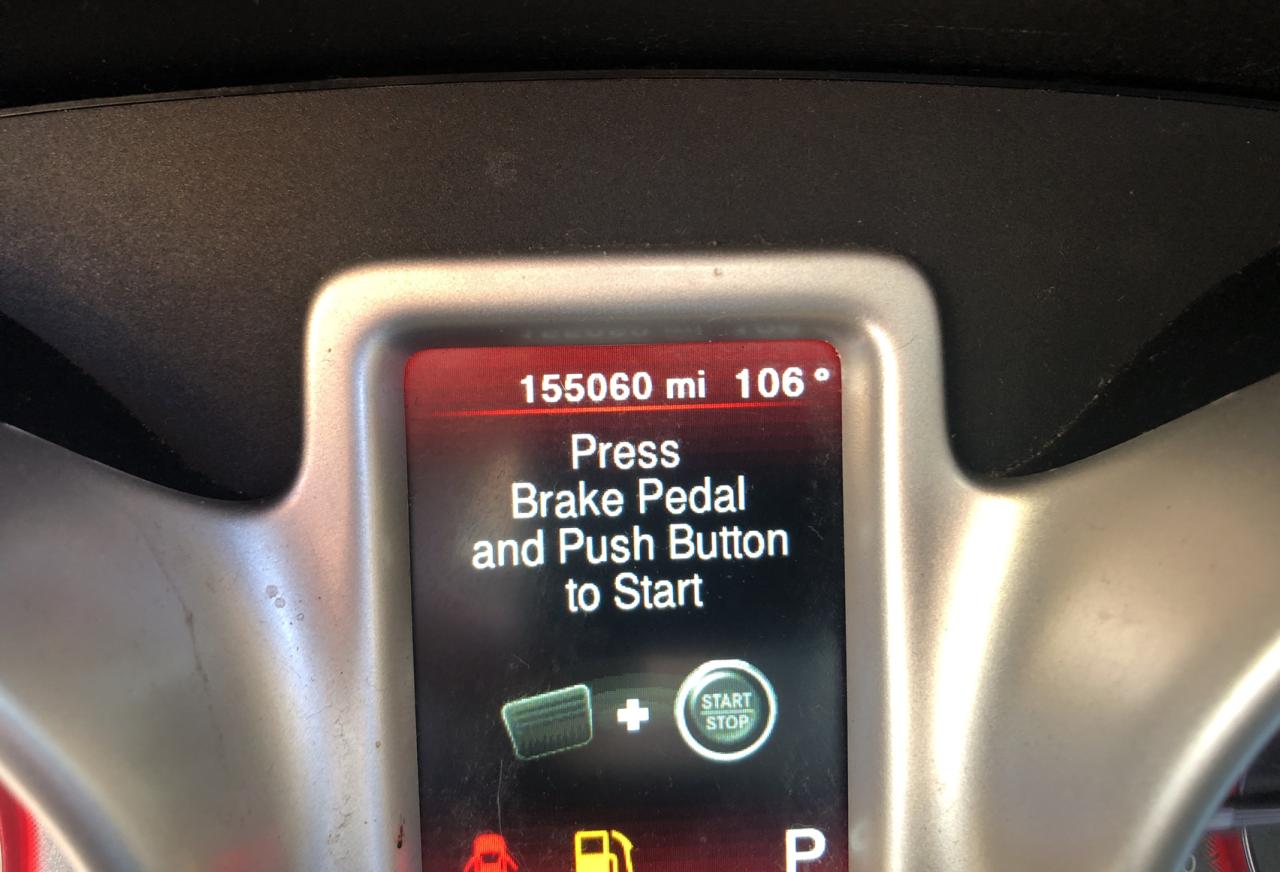 155060 mi 106°
Press
Brake Pedal
and Push Button
to Start
START
STOP
P